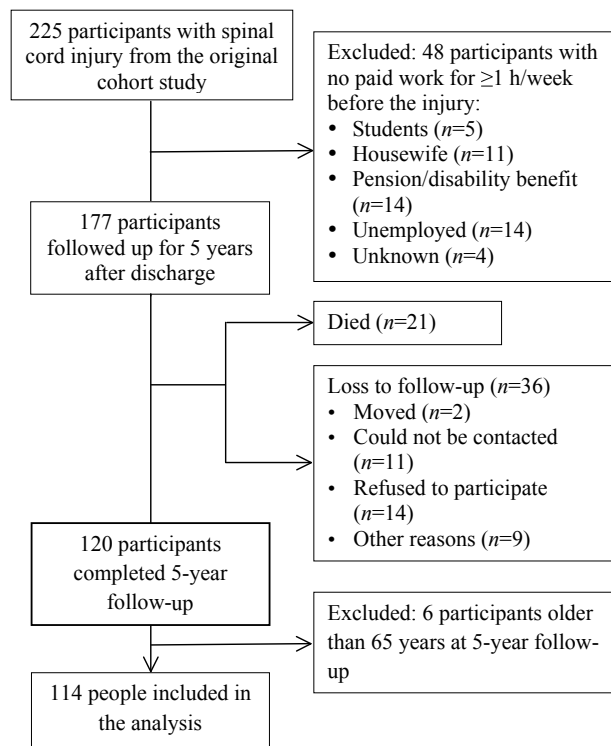 225 participants with spinal
cord injury from the original
cohort study
Excluded: 48 participants with
no paid work for ≥1 h/week
before the injury:
• Students (n=5)
• Housewife (n=11)
• Pension/disability benefit
(n=14)
• Unemployed (n=14)
• Unknown (n=4)
177 participants
followed up for 5 years
after discharge
Died (n=21)
Loss to follow-up (n=36)
• Moved (n=2)
• Could not be contacted
(n=11)
• Refused to participate
(n=14)
• Other reasons (n=9)
120 participants
completed 5-year
follow-up
Excluded: 6 participants older
than 65 years at 5-year follow-
up
114 people included in
the analysis